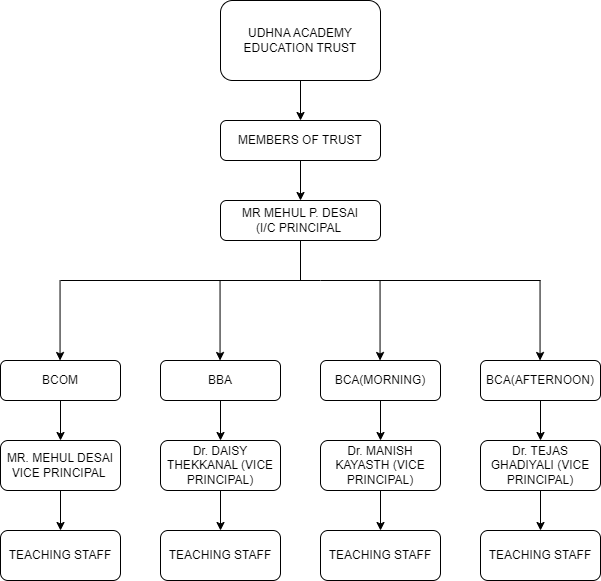 UDHNA ACADEMY
EDUCATION TRUST
MEMBERS OF TRUST
MR MEHUL P. DESAI
(I/C PRINCIPAL
BCOM
BBA
BCA(MORNING)
BCA(AFTERNOON)
MR. MEHUL DESAI
VICE PRINCIPAL
Dr. DAISY
THEKKANAL (VICE
PRINCIPAL)
Dr. MANISH
KAYASTH (VICE
PRINCIPAL)
Dr. TEJAS
GHADIYALI (VICE
PRINCIPAL)
TEACHING STAFF
TEACHING STAFF
TEACHING STAFF
TEACHING STAFF